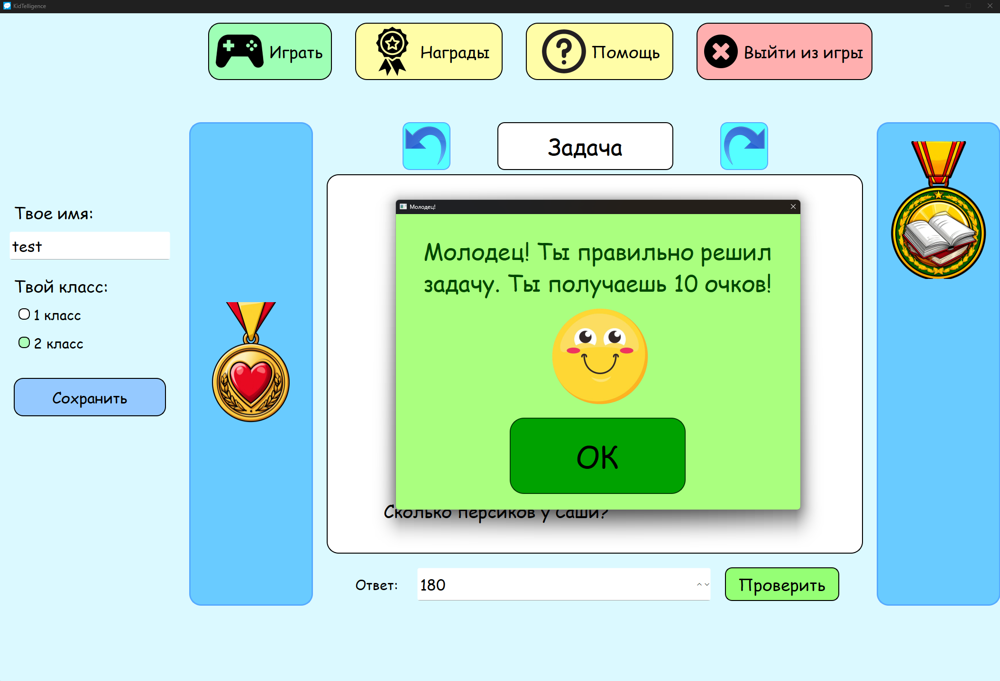 KidTelligence
Играть
Награды
Помощь
Выйти из игры
Задача
Твое имя:
test
Твой класс:
1 класс
2 класс
Сохранить
Молодец!
Молодец! Ты правильно решил
задачу. Ты получаешь 10 очков!
ОК
Сколько персиков у Саши?
Ответ:
180
Проверить